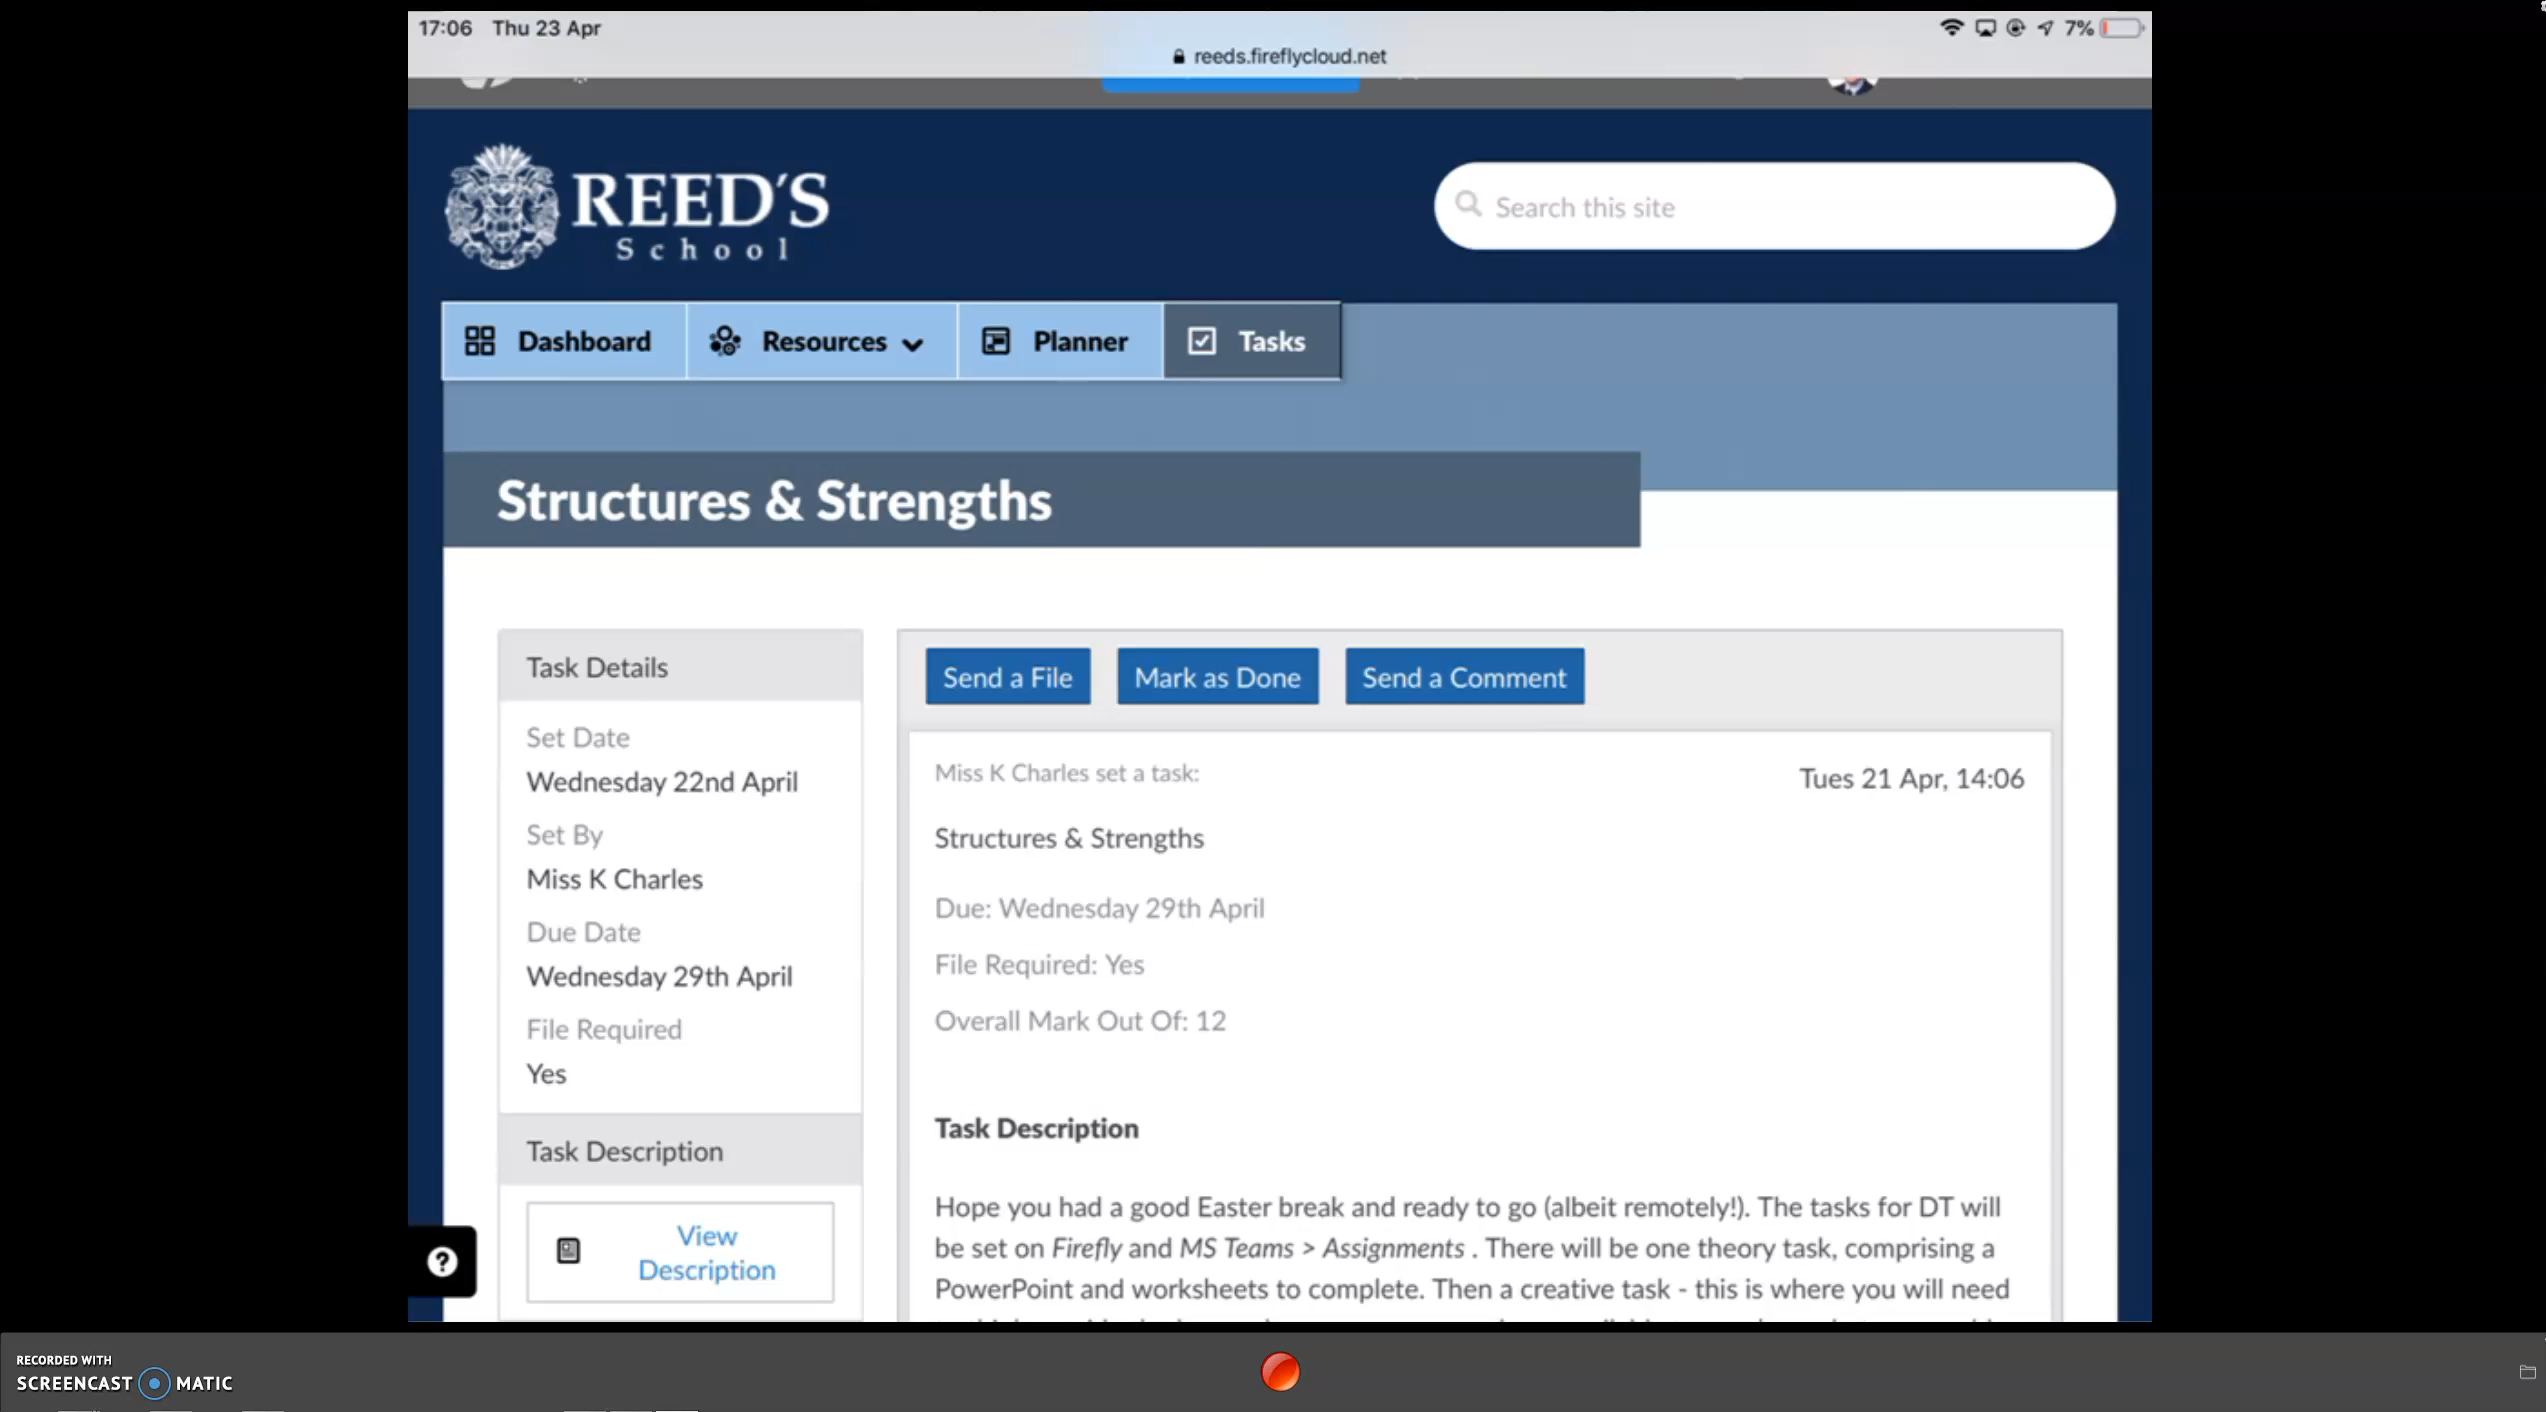 17:06 Thu 23 Apr
7%
reeds.fireflycloud.net
REED'S
School
Search this site
Dashboard
Resources
Planner
Tasks
Structures & Strengths
Task Details
Set Date
Wednesday 22nd April
Set By
Miss K Charles
Due Date
Wednesday 29th April
File Required
Yes
Task Description
View
Description
Send a File
Mark as Done
Send a Comment
Miss K Charles set a task:
Tues 21 Apr, 14:06
Structures & Strengths
Due: Wednesday 29th April
File Required: Yes
Overall Mark Out Of: 12
Task Description
Hope you had a good Easter break and ready to go (albeit remotely!). The tasks for DT will
be set on Firefly and MS Teams > Assignments . There will be one theory task, comprising a
PowerPoint and worksheets to complete. Then a creative task - this is where you will need
RECORDED WITH
SCREENCAST MATIC